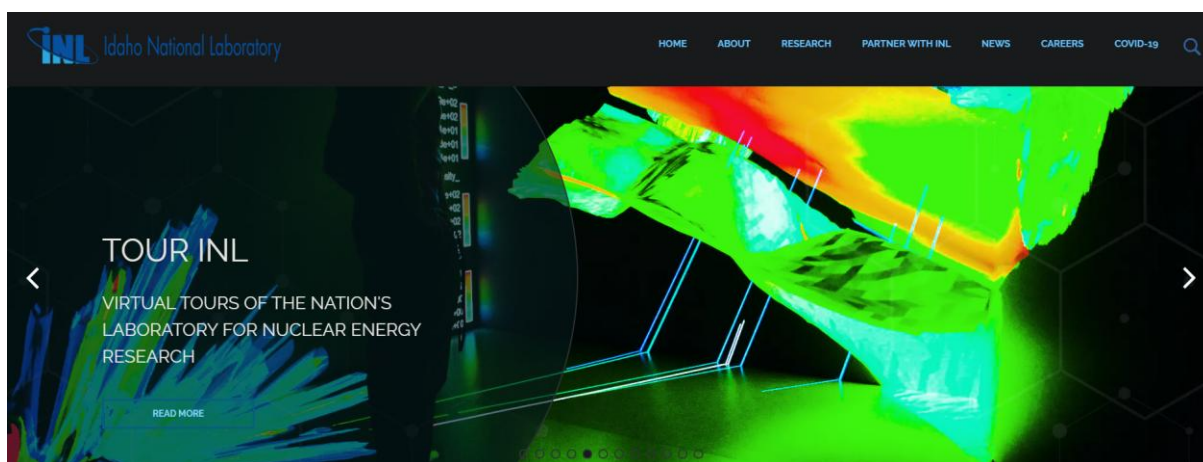 INL Idaho National Laboratory
HOME ABOUT RESEARCH PARTNER WITH INL NEWS CAREERS COVID-19
TOUR INL
VIRTUAL TOURS OF THE NATION'S
LABORATORY FOR NUCLEAR ENERGY
RESEARCH
READ MORE